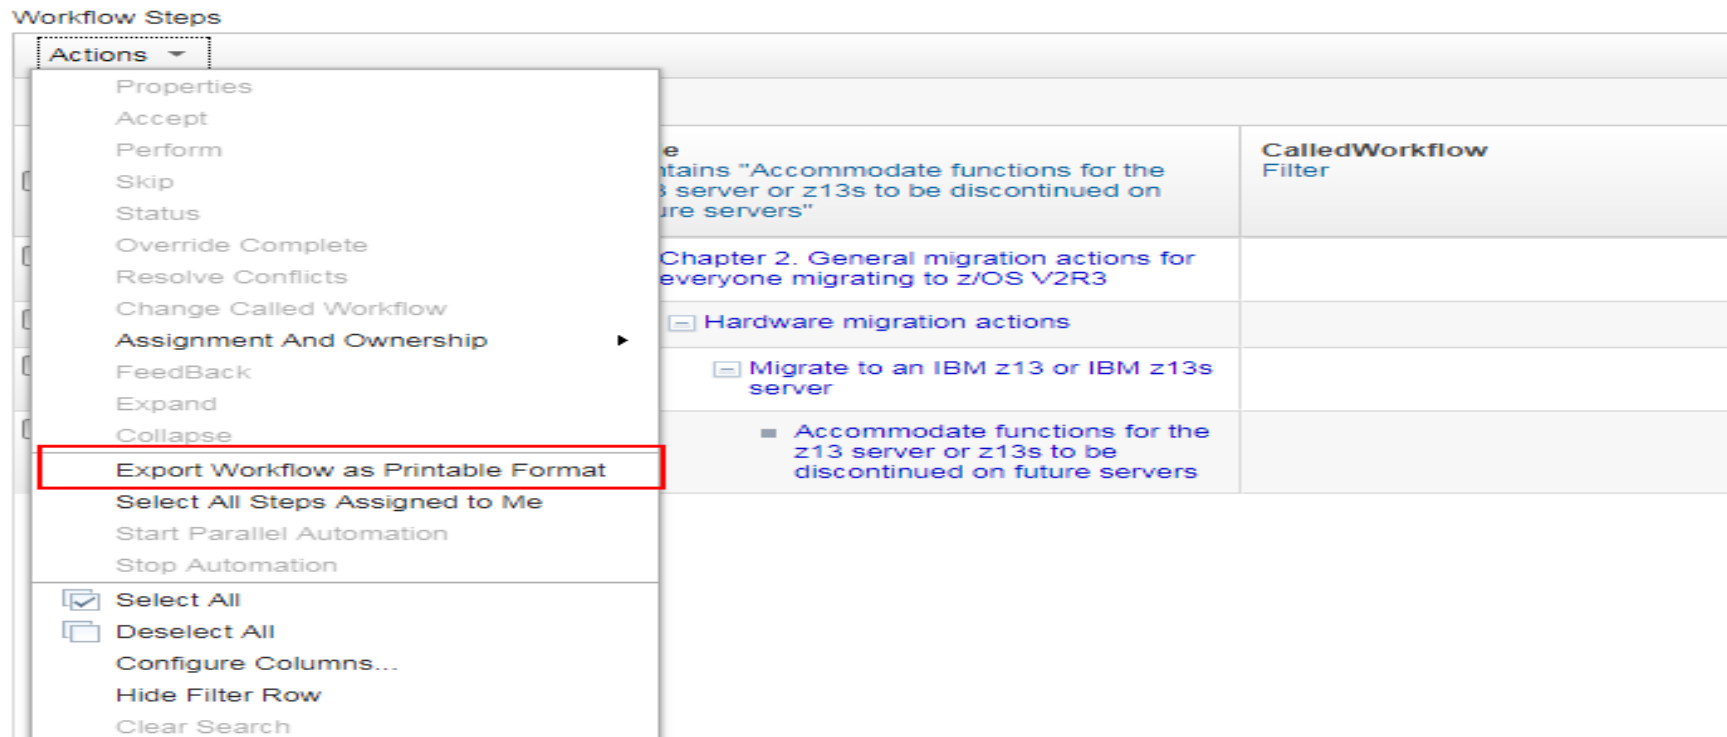 Workflow Steps
Actions
Properties
Accept
Perform
Skip
Status
Override Complete
Resolve Conflicts
Change Called Workflow
Assignment And Ownership
FeedBack
Expand
Collapse
Export Workflow as Printable Format
Select All Steps Assigned to Me
Start Parallel Automation
Stop Automation
Select All
Deselect All
Configure Columns...
Hide Filter Row
Clear Search
"Accommodate functions for the
server or z13s to be discontinued on
servers"
CalledWorkflow
Filter
Chapter 2. General migration actions for
everyone migrating to z/OS V2R3
Hardware migration actions
Migrate to an IBM z13 or IBM z13s
server
Accommodate functions for the
z13 server or z13s to be
discontinued on future servers